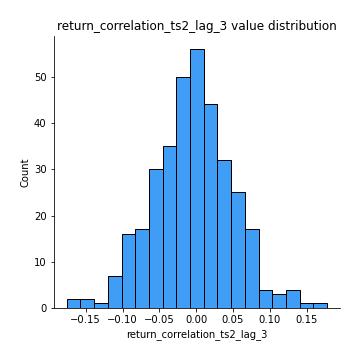 return_correlation_ts2_lag_3 value distribution
Count
50
40
30
20
10
0
−0.15 −0.10 −0.05 0.00 0.05 0.10 0.15
return_correlation_ts2_lag_3